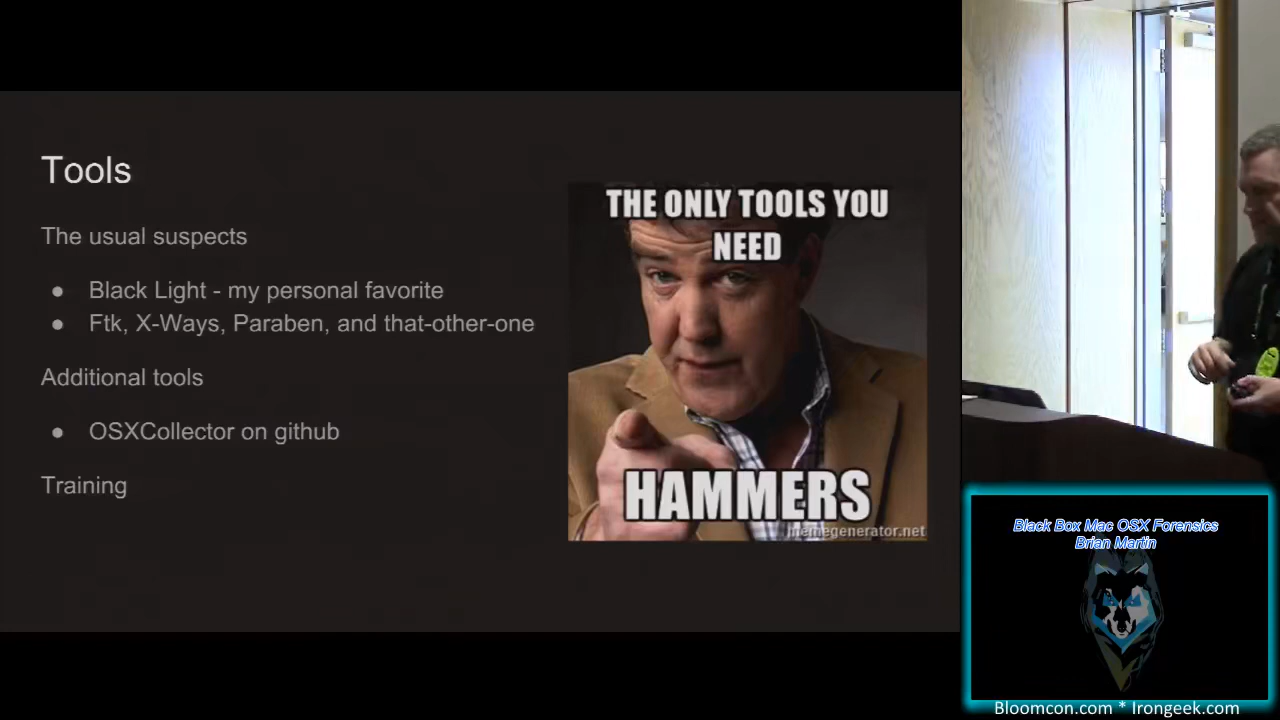 Tools
The usual suspects
● Black Light - my personal favorite
● Ftk, X-Ways, Paraben, and that-other-one
Additional tools
● OSXCollector on github
Training
THE ONLY TOOLS YOU
NEED
HAMMERS
memegenerator.net
Black Box Mac OSX Forensics
Brian Martin
Bloomcon.com * Irongeek.com